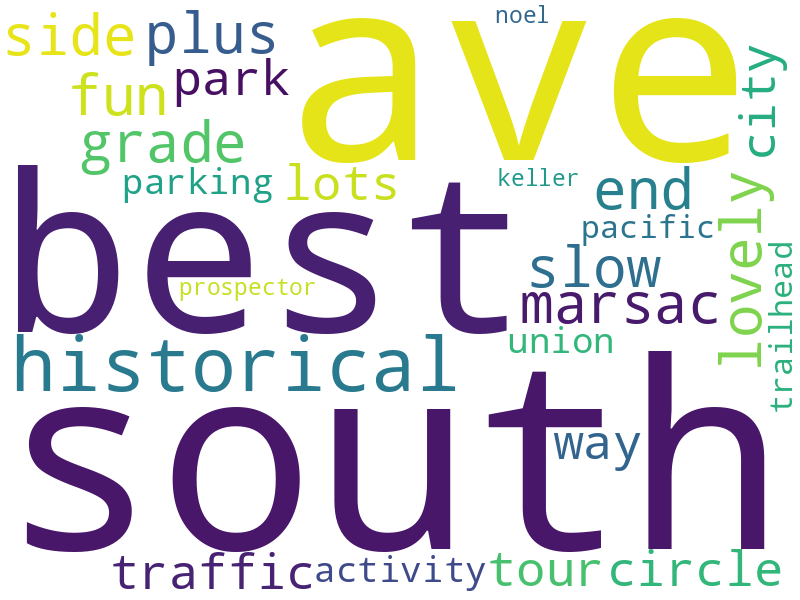 noel
side plus ave
park
fun
city
grade
parking lots keller
end
pacific
best
lovely
slow
trailhead
prospector
marsac
union
historical
south
way
traffic activity tour circle